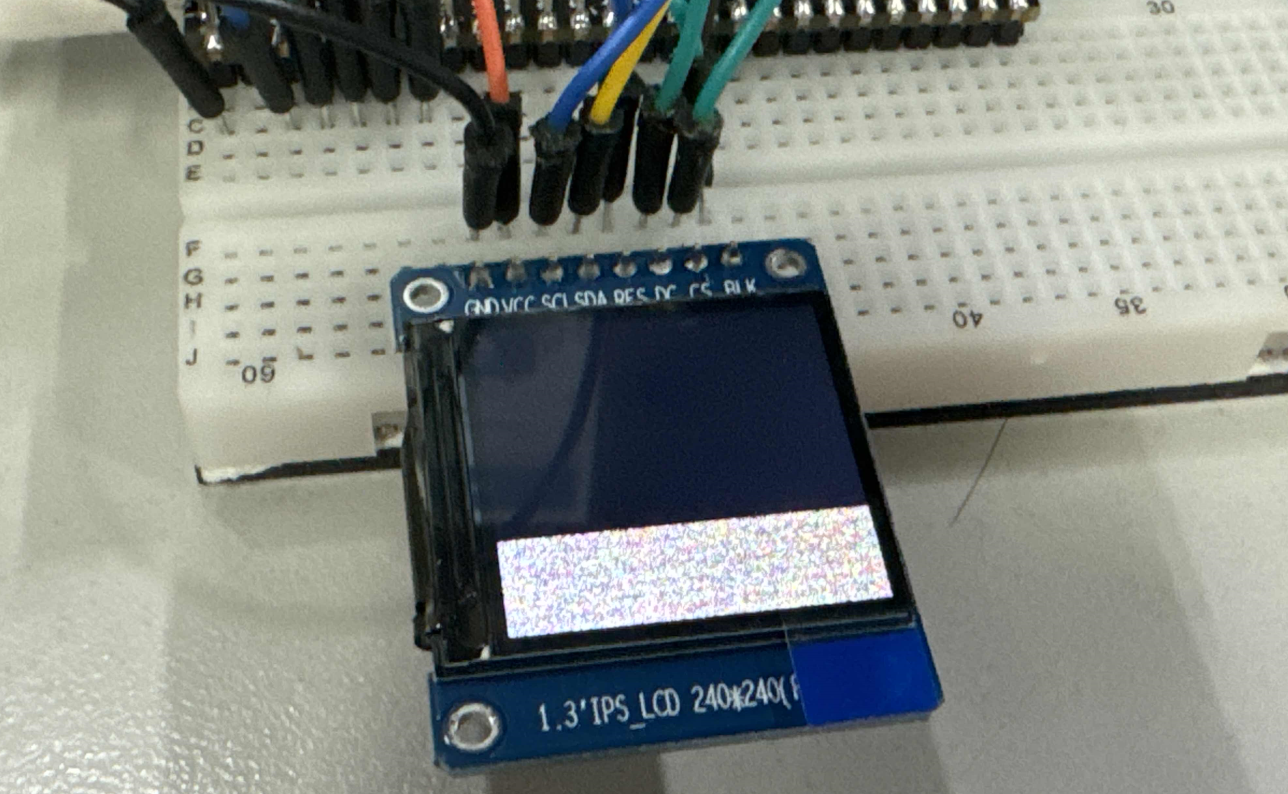 30
C
D
E
F
G
H
I
J
60
40
35
GND VCC SCL SDA RES DC CS BLK
1.3'IPS_LCD 240*240(